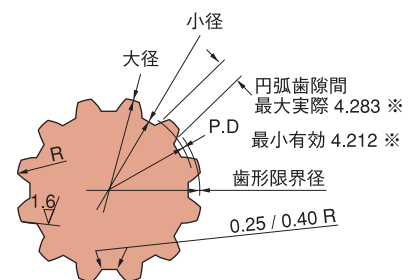 小径
大径
円弧歯隙間
最大実際 4.283 ※
P.D
最小有効 4.212 ※
R
歯形限界径
1.6
0.25 / 0.40 R